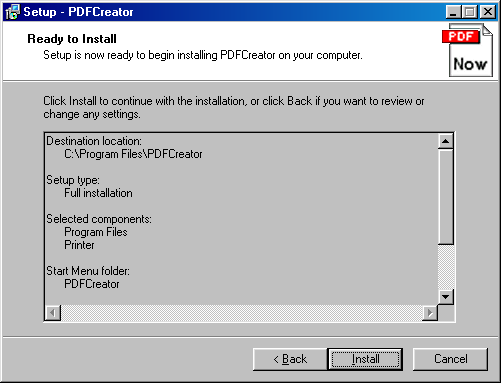 Setup - PDFCreator
Ready to Install
Setup is now ready to begin installing PDFCreator on your computer.
PDF
Now
Click Install to continue with the installation, or click Back if you want to review or
change any settings.
Destination location:
C:\Program Files\PDFCreator
Setup type:
Full installation
Selected components:
Program Files
Printer
Start Menu folder:
PDFCreator
< Back
Install
Cancel